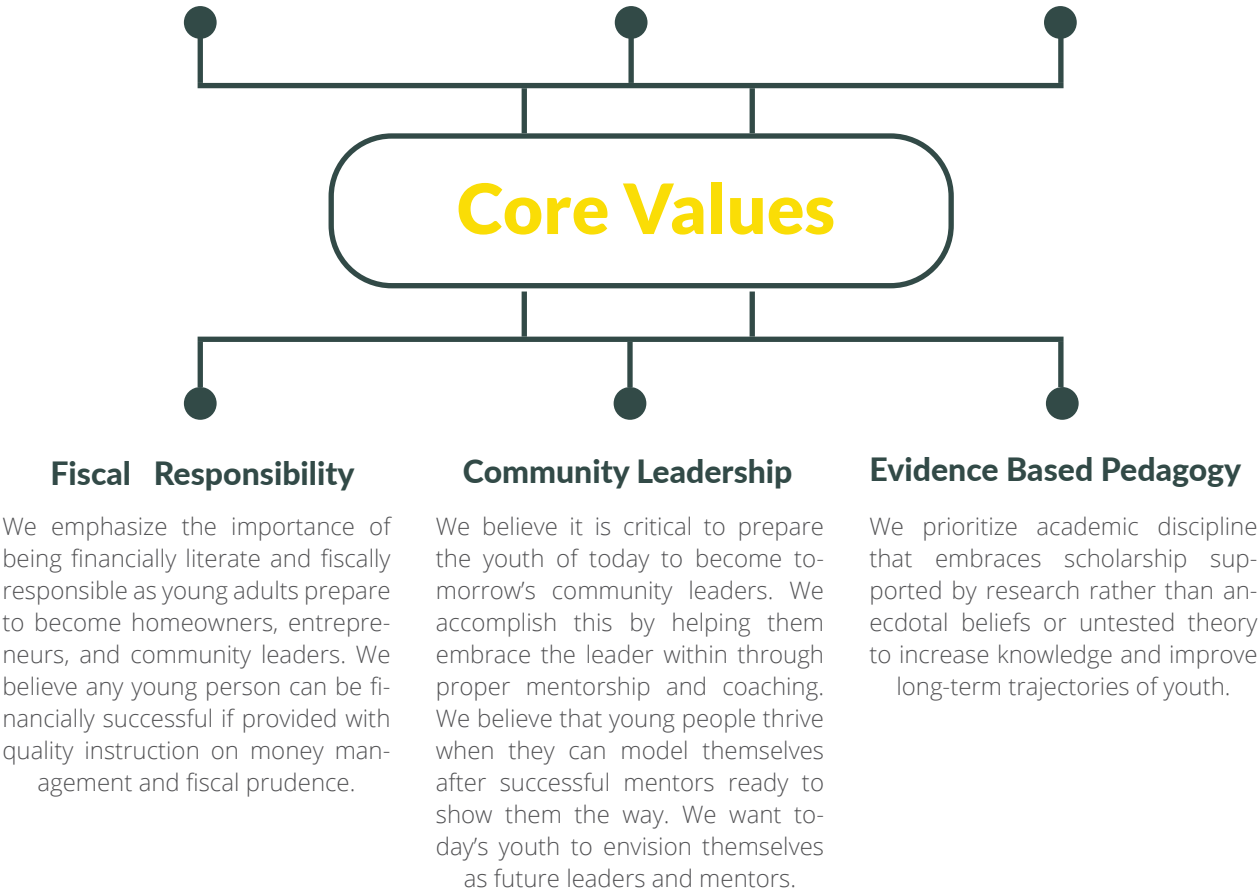 Core Values
Fiscal Responsibility
We emphasize the importance of
being financially literate and fiscally
responsible as young adults prepare
to become homeowners, entrepre-
neurs, and community leaders. We
believe any young person can be fi-
nancially successful if provided with
quality instruction on money man-
agement and fiscal prudence.
Community Leadership
We believe it is critical to prepare
the youth of today to become to-
morrow’s community leaders. We
accomplish this by helping them
embrace the leader within through
proper mentorship and coaching.
We believe that young people thrive
when they can model themselves
after successful mentors ready to
show them the way. We want to-
day’s youth to envision themselves
as future leaders and mentors.
Evidence Based Pedagogy
We prioritize academic discipline
that embraces scholarship sup-
ported by research rather than an-
ecdotal beliefs or untested theory
to increase knowledge and improve
long-term trajectories of youth.